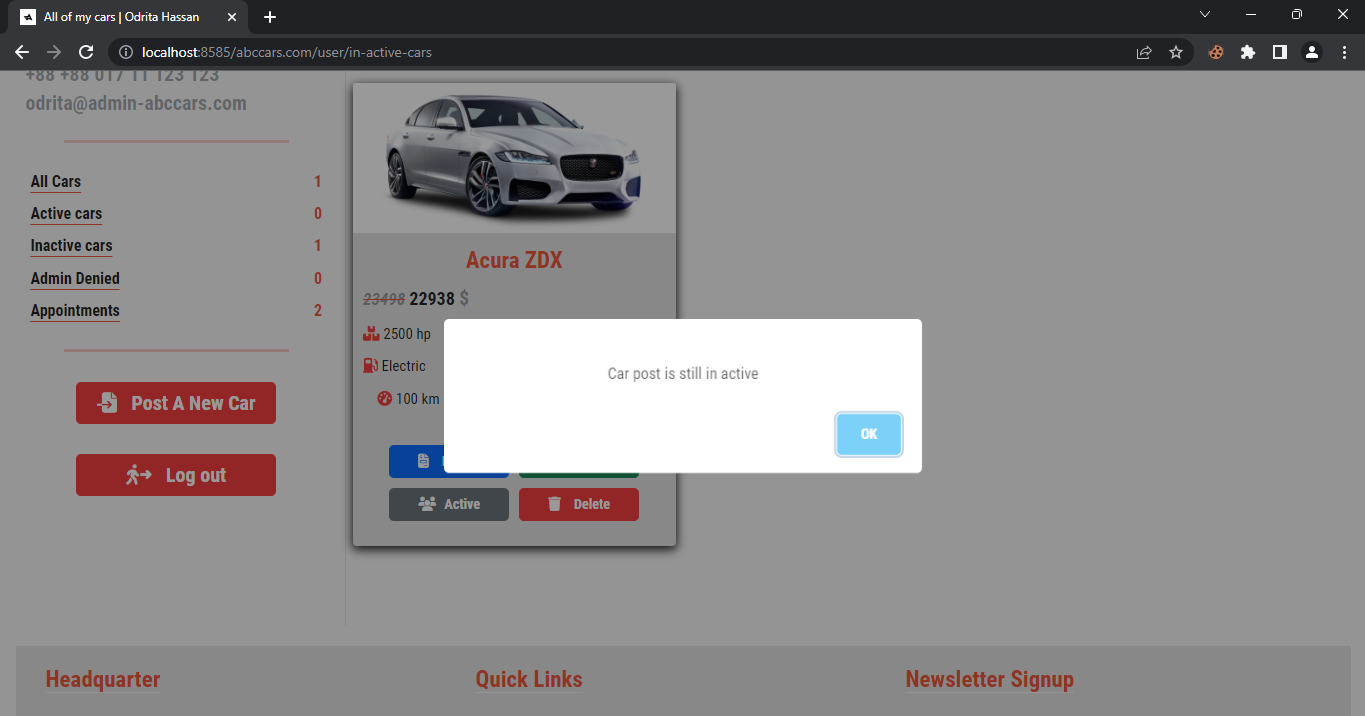 All of my cars | Odrita Hassan
localhost:8585/abccars.com/user/in-active-cars
+88 +88 017 11 123 123
odrita@admin-abccars.com
All Cars 1
Active cars 0
Inactive cars 1
Admin Denied 0
Appointments 2
Post A New Car
Log out
Acura ZDX
23498 22938 $
2500 hp
Electric
100 km
Active
Delete
Car post is still in active
OK
Headquarter
Quick Links
Newsletter Signup